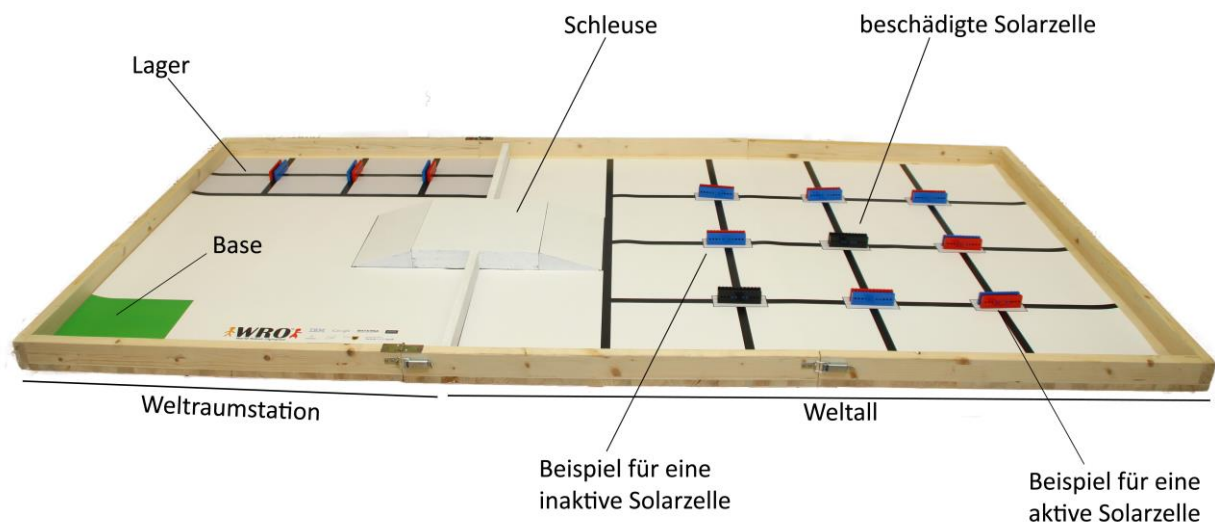 Schleuse
beschädigte Solarzelle
Lager
Base
WRO
Weltraumstation
Weltall
Beispiel für eine
inaktive Solarzelle
Beispiel für eine
aktive Solarzelle